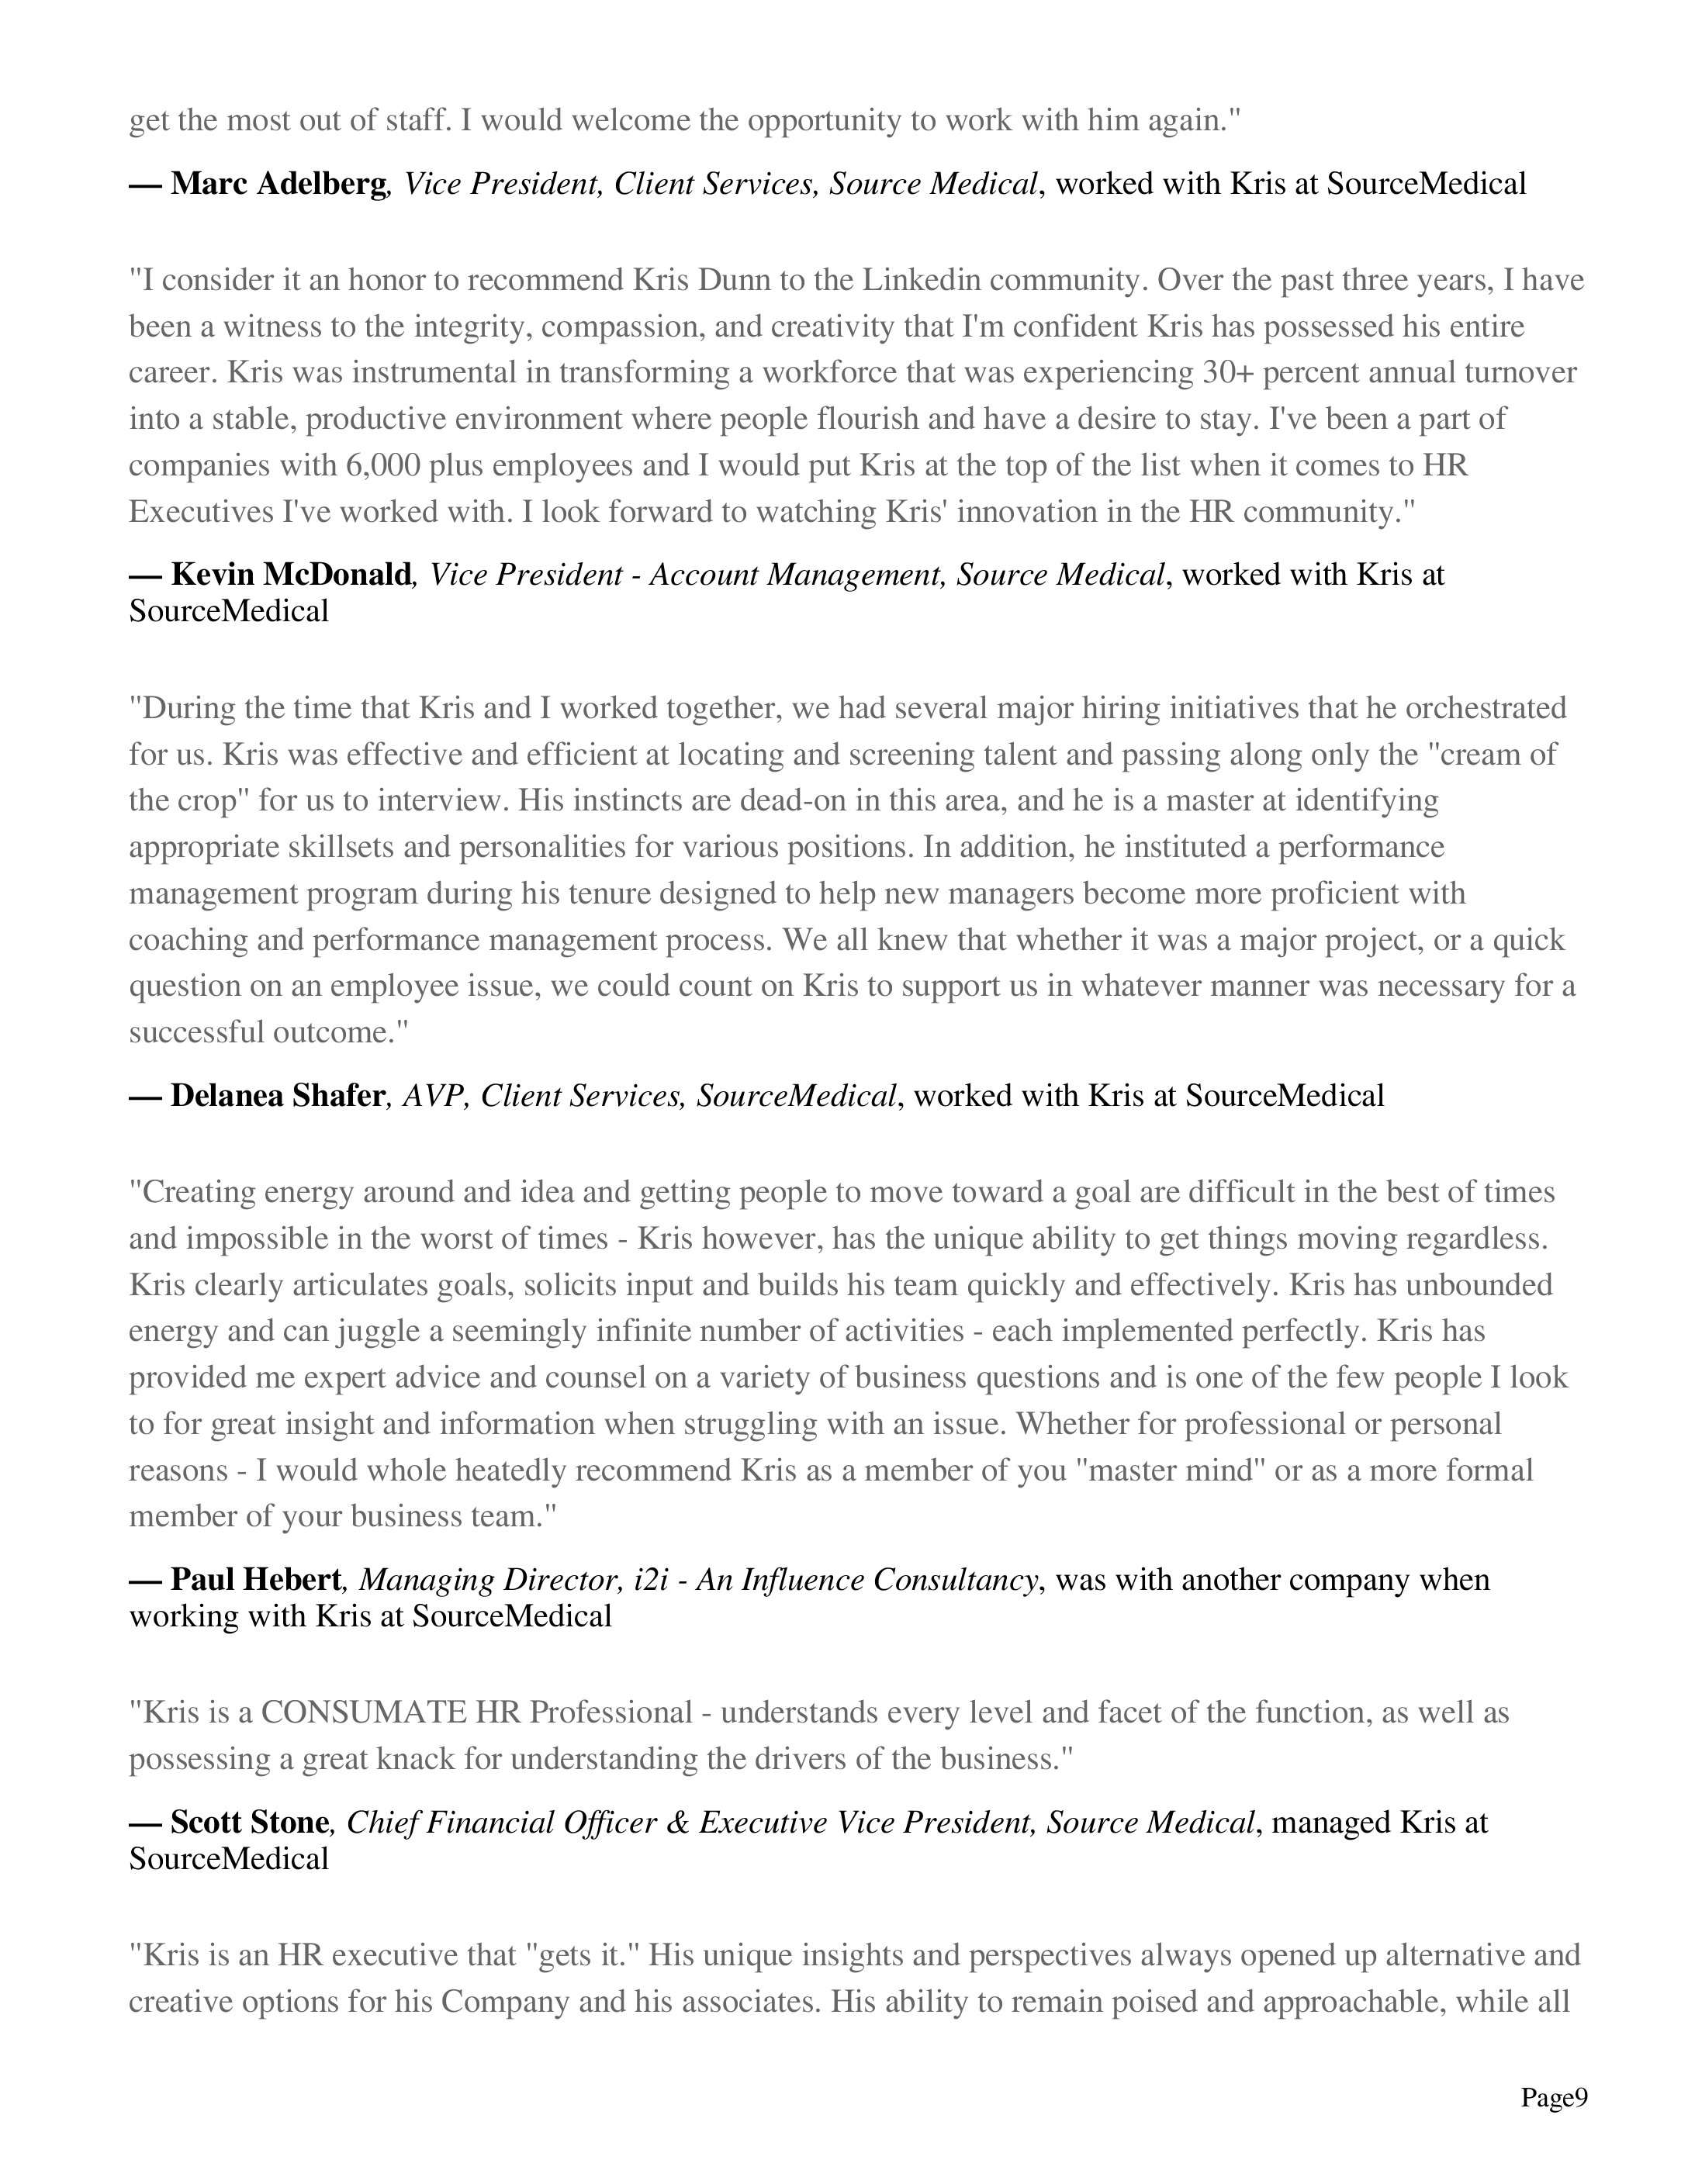 get the most out of staff. I would welcome the opportunity to work with him again."
— Marc Adelberg, Vice President, Client Services, Source Medical, worked with Kris at SourceMedical
"I consider it an honor to recommend Kris Dunn to the Linkedin community. Over the past three years, I have
been a witness to the integrity, compassion, and creativity that I'm confident Kris has possessed his entire
career. Kris was instrumental in transforming a workforce that was experiencing 30+ percent annual turnover
into a stable, productive environment where people flourish and have a desire to stay. I've been a part of
companies with 6,000 plus employees and I would put Kris at the top of the list when it comes to HR
Executives I've worked with. I look forward to watching Kris' innovation in the HR community."
— Kevin McDonald, Vice President - Account Management, Source Medical, worked with Kris at
SourceMedical
"During the time that Kris and I worked together, we had several major hiring initiatives that he orchestrated
for us. Kris was effective and efficient at locating and screening talent and passing along only the "cream of
the crop" for us to interview. His instincts are dead-on in this area, and he is a master at identifying
appropriate skillsets and personalities for various positions. In addition, he instituted a performance
management program during his tenure designed to help new managers become more proficient with
coaching and performance management process. We all knew that whether it was a major project, or a quick
question on an employee issue, we could count on Kris to support us in whatever manner was necessary for a
successful outcome."
— Delanea Shafer, AVP, Client Services, SourceMedical, worked with Kris at SourceMedical
"Creating energy around and idea and getting people to move toward a goal are difficult in the best of times
and impossible in the worst of times - Kris however, has the unique ability to get things moving regardless.
Kris clearly articulates goals, solicits input and builds his team quickly and effectively. Kris has unbounded
energy and can juggle a seemingly infinite number of activities - each implemented perfectly. Kris has
provided me expert advice and counsel on a variety of business questions and is one of the few people I look
to for great insight and information when struggling with an issue. Whether for professional or personal
reasons - I would whole heatedly recommend Kris as a member of you "master mind" or as a more formal
member of your business team."
— Paul Hebert, Managing Director, i2i - An Influence Consultancy, was with another company when
working with Kris at SourceMedical
"Kris is a CONSUMATE HR Professional - understands every level and facet of the function, as well as
possessing a great knack for understanding the drivers of the business."
— Scott Stone, Chief Financial Officer & Executive Vice President, Source Medical, managed Kris at
SourceMedical
"Kris is an HR executive that "gets it." His unique insights and perspectives always opened up alternative and
creative options for his Company and his associates. His ability to remain poised and approachable, while all
Page9